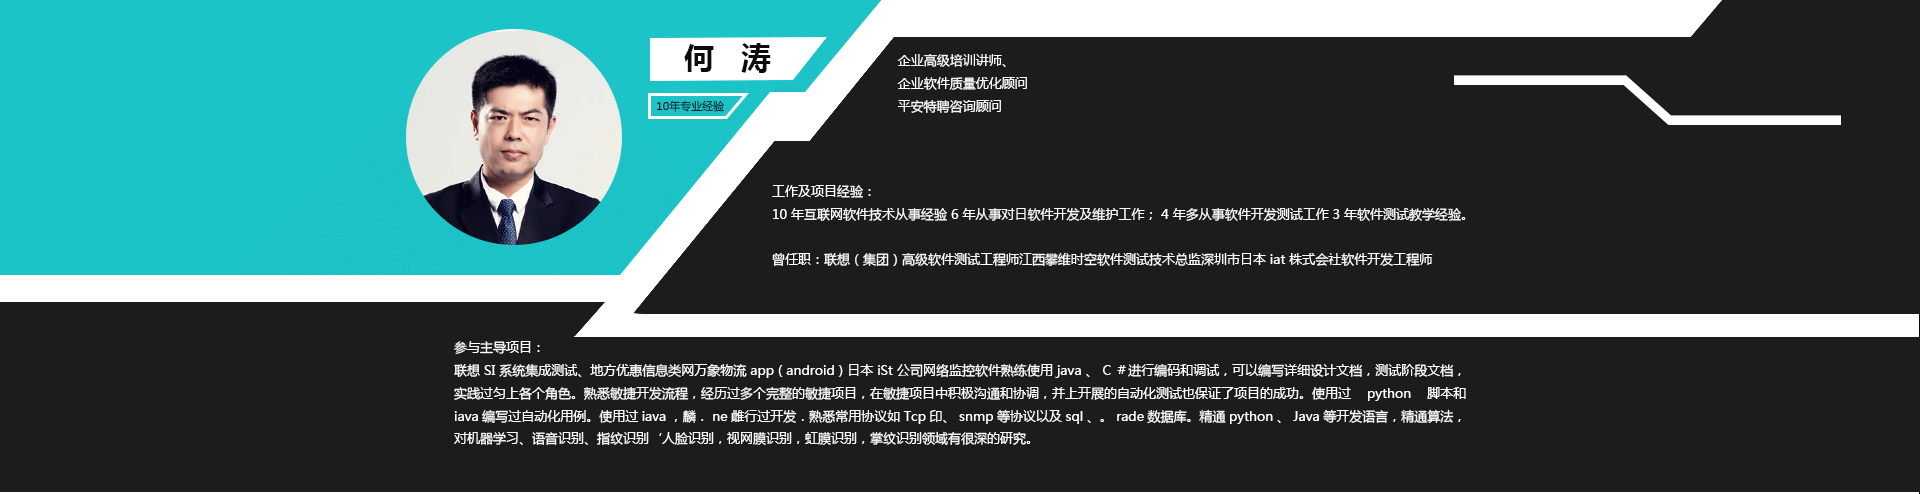 何 涛
10年专业经验
企业高级培训讲师、
企业软件质量优化顾问
平安特聘咨询顾问
工作及项目经验：
10 年互联网软件技术从事经验 6 年从事对日软件开发及维护工作； 4 年多从事软件开发测试工作 3 年软件测试教学经验。
曾任职：联想（集团）高级软件测试工程师江西攀维时空软件测试技术总监深圳市日本 iat 株式会社软件开发工程师
参与主导项目：
联想 SI 系统集成测试、地方优惠信息类网万象物流 app（android）日本 iSt 公司网络监控软件熟练使用 java 、 C ＃进行编码和调试，可以编写详细设计文档，测试阶段文档，
实践过匀上各个角色。熟悉敏捷开发流程，经历过多个完整的敏捷项目，在敏捷项目中积极沟通和协调，并上开展的自动化测试也保证了项目的成功。使用过 python 脚本和
iava 编写过自动化用例。使用过 iava ，麟． ne 雕行过开发．熟悉常用协议如 Tcp 印、 snmp 等协议以及 sql 、。 rade 数据库。精通 python 、 Java 等开发语言，精通算法，
对机器学习、语音识别、指纹识别‘人脸识别，视网膜识别，虹膜识别，掌纹识别领域有很深的研究。